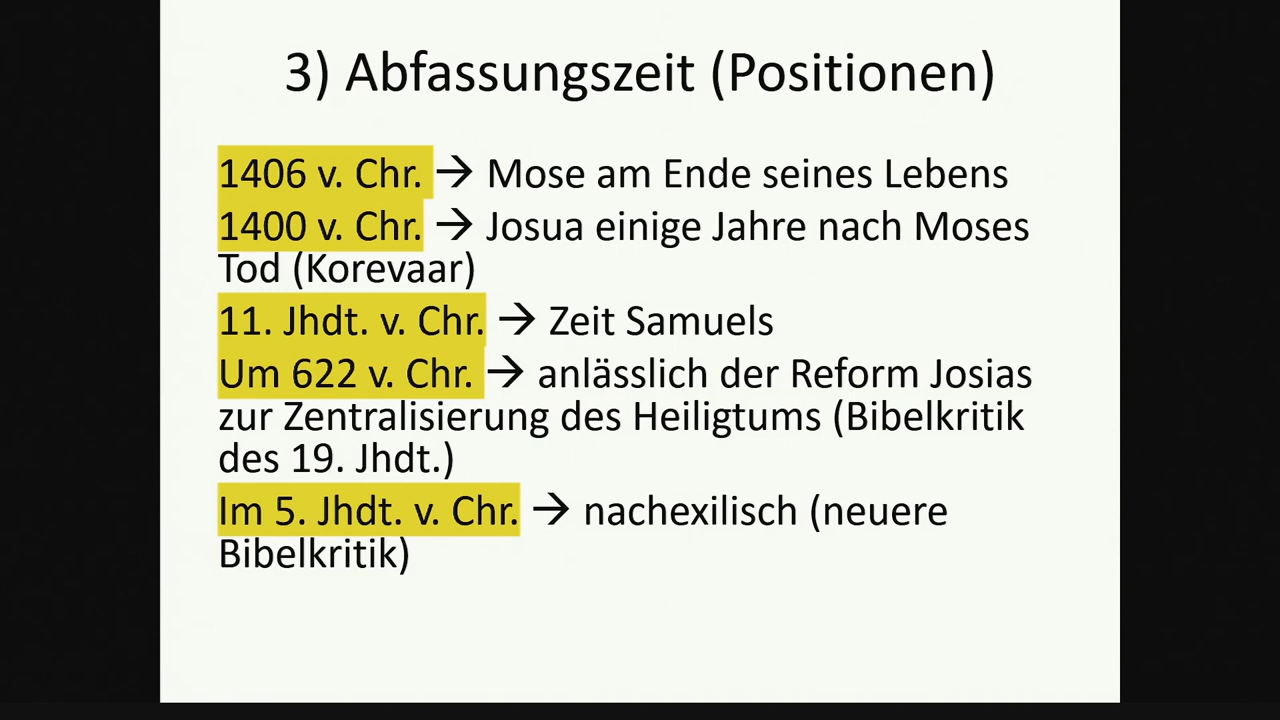 3) Abfassungszeit (Positionen)
1406 v. Chr. → Mose am Ende seines Lebens
1400 v. Chr. → Josua einige Jahre nach Moses
Tod (Korevaar)
11. Jhdt. v. Chr. → Zeit Samuels
Um 622 v. Chr. → anlässlich der Reform Josias
zur Zentralisierung des Heiligtums (Bibelkritik
des 19. Jhdt.)
Im 5. Jhdt. v. Chr. → nachexilisch (neuere
Bibelkritik)